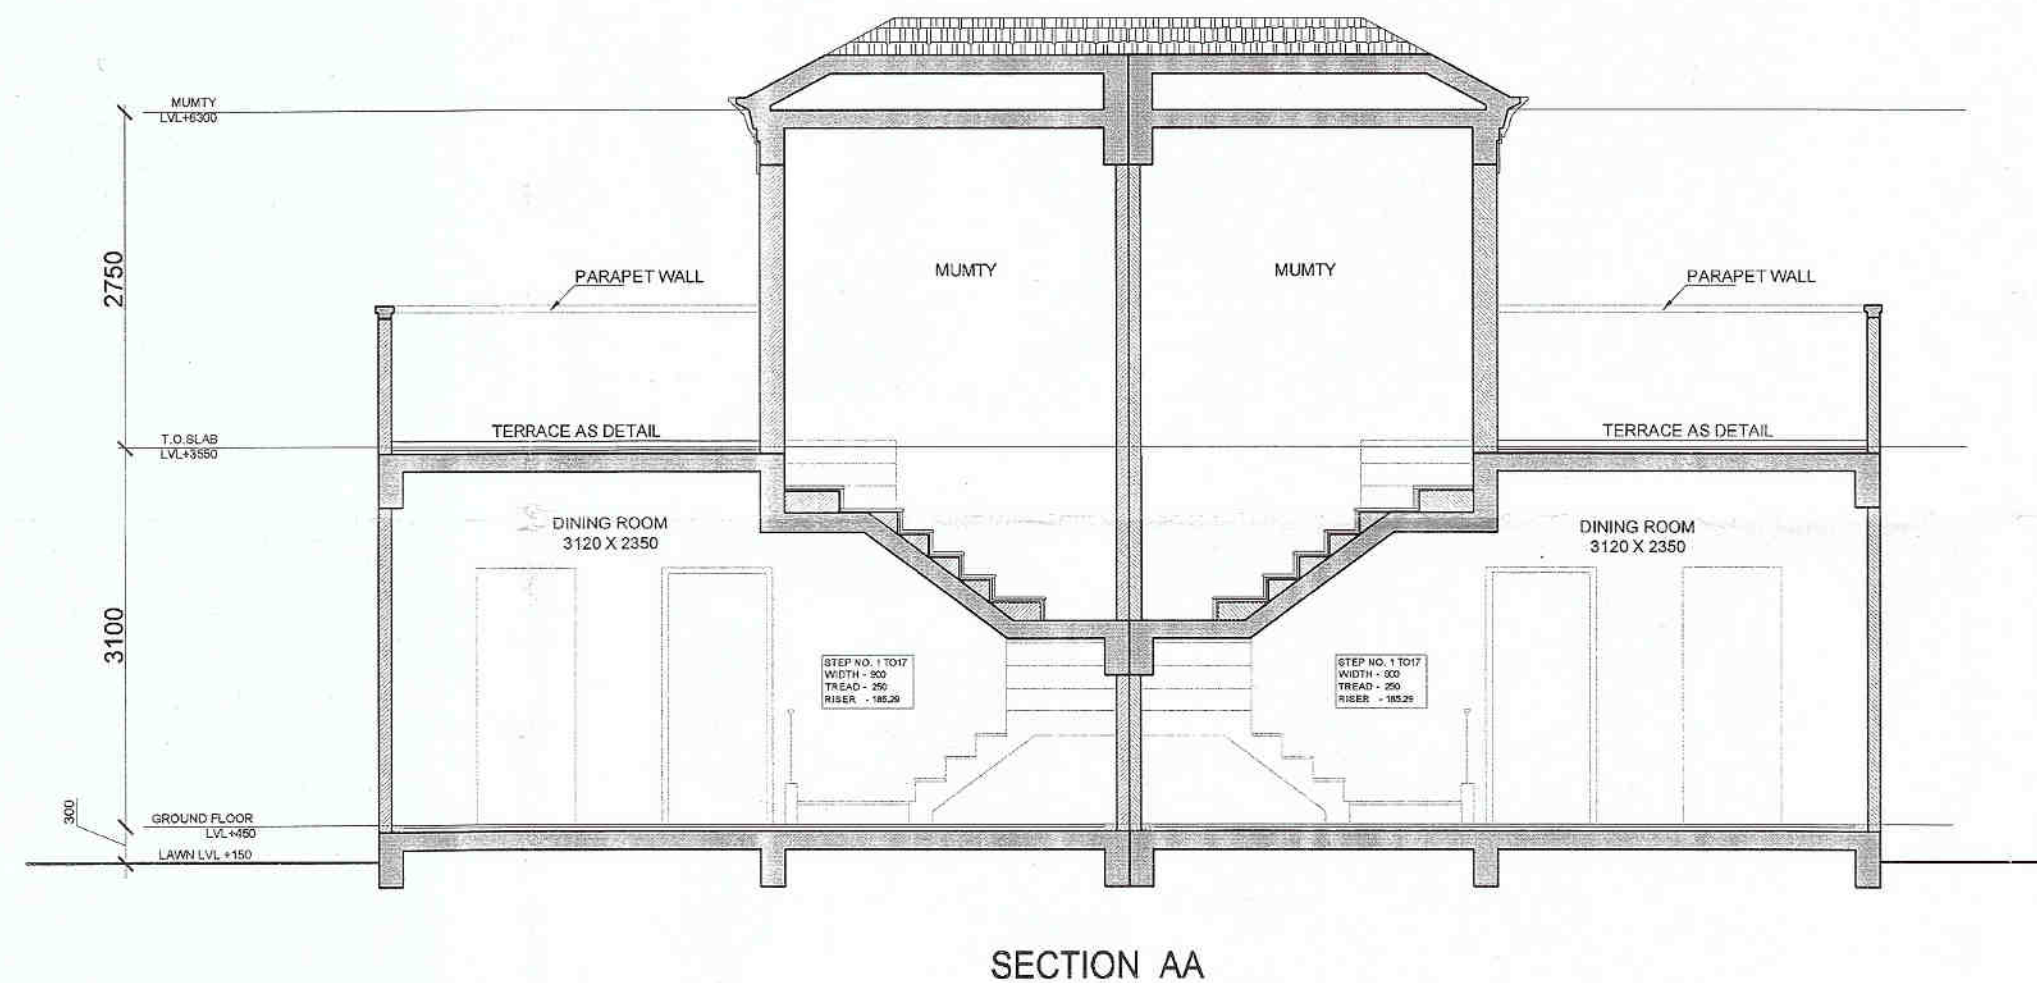 MUMTY
LVL+6300
2750
PARAPET WALL
MUMTY
MUMTY
PARAPET WALL
TERRACE AS DETAIL
TERRACE AS DETAIL
T.O.SLAB
LVL+3550
DINING ROOM
3120 X 2350
DINING ROOM
3120 X 2350
3100
STEP NO. 1 TO17
WIDTH - 900
TREAD - 250
RISER - 185.29
STEP NO. 1 TO17
WIDTH - 900
TREAD - 250
RISER - 185.29
300
GROUND FLOOR
LVL+450
LAWN LVL +150
SECTION AA